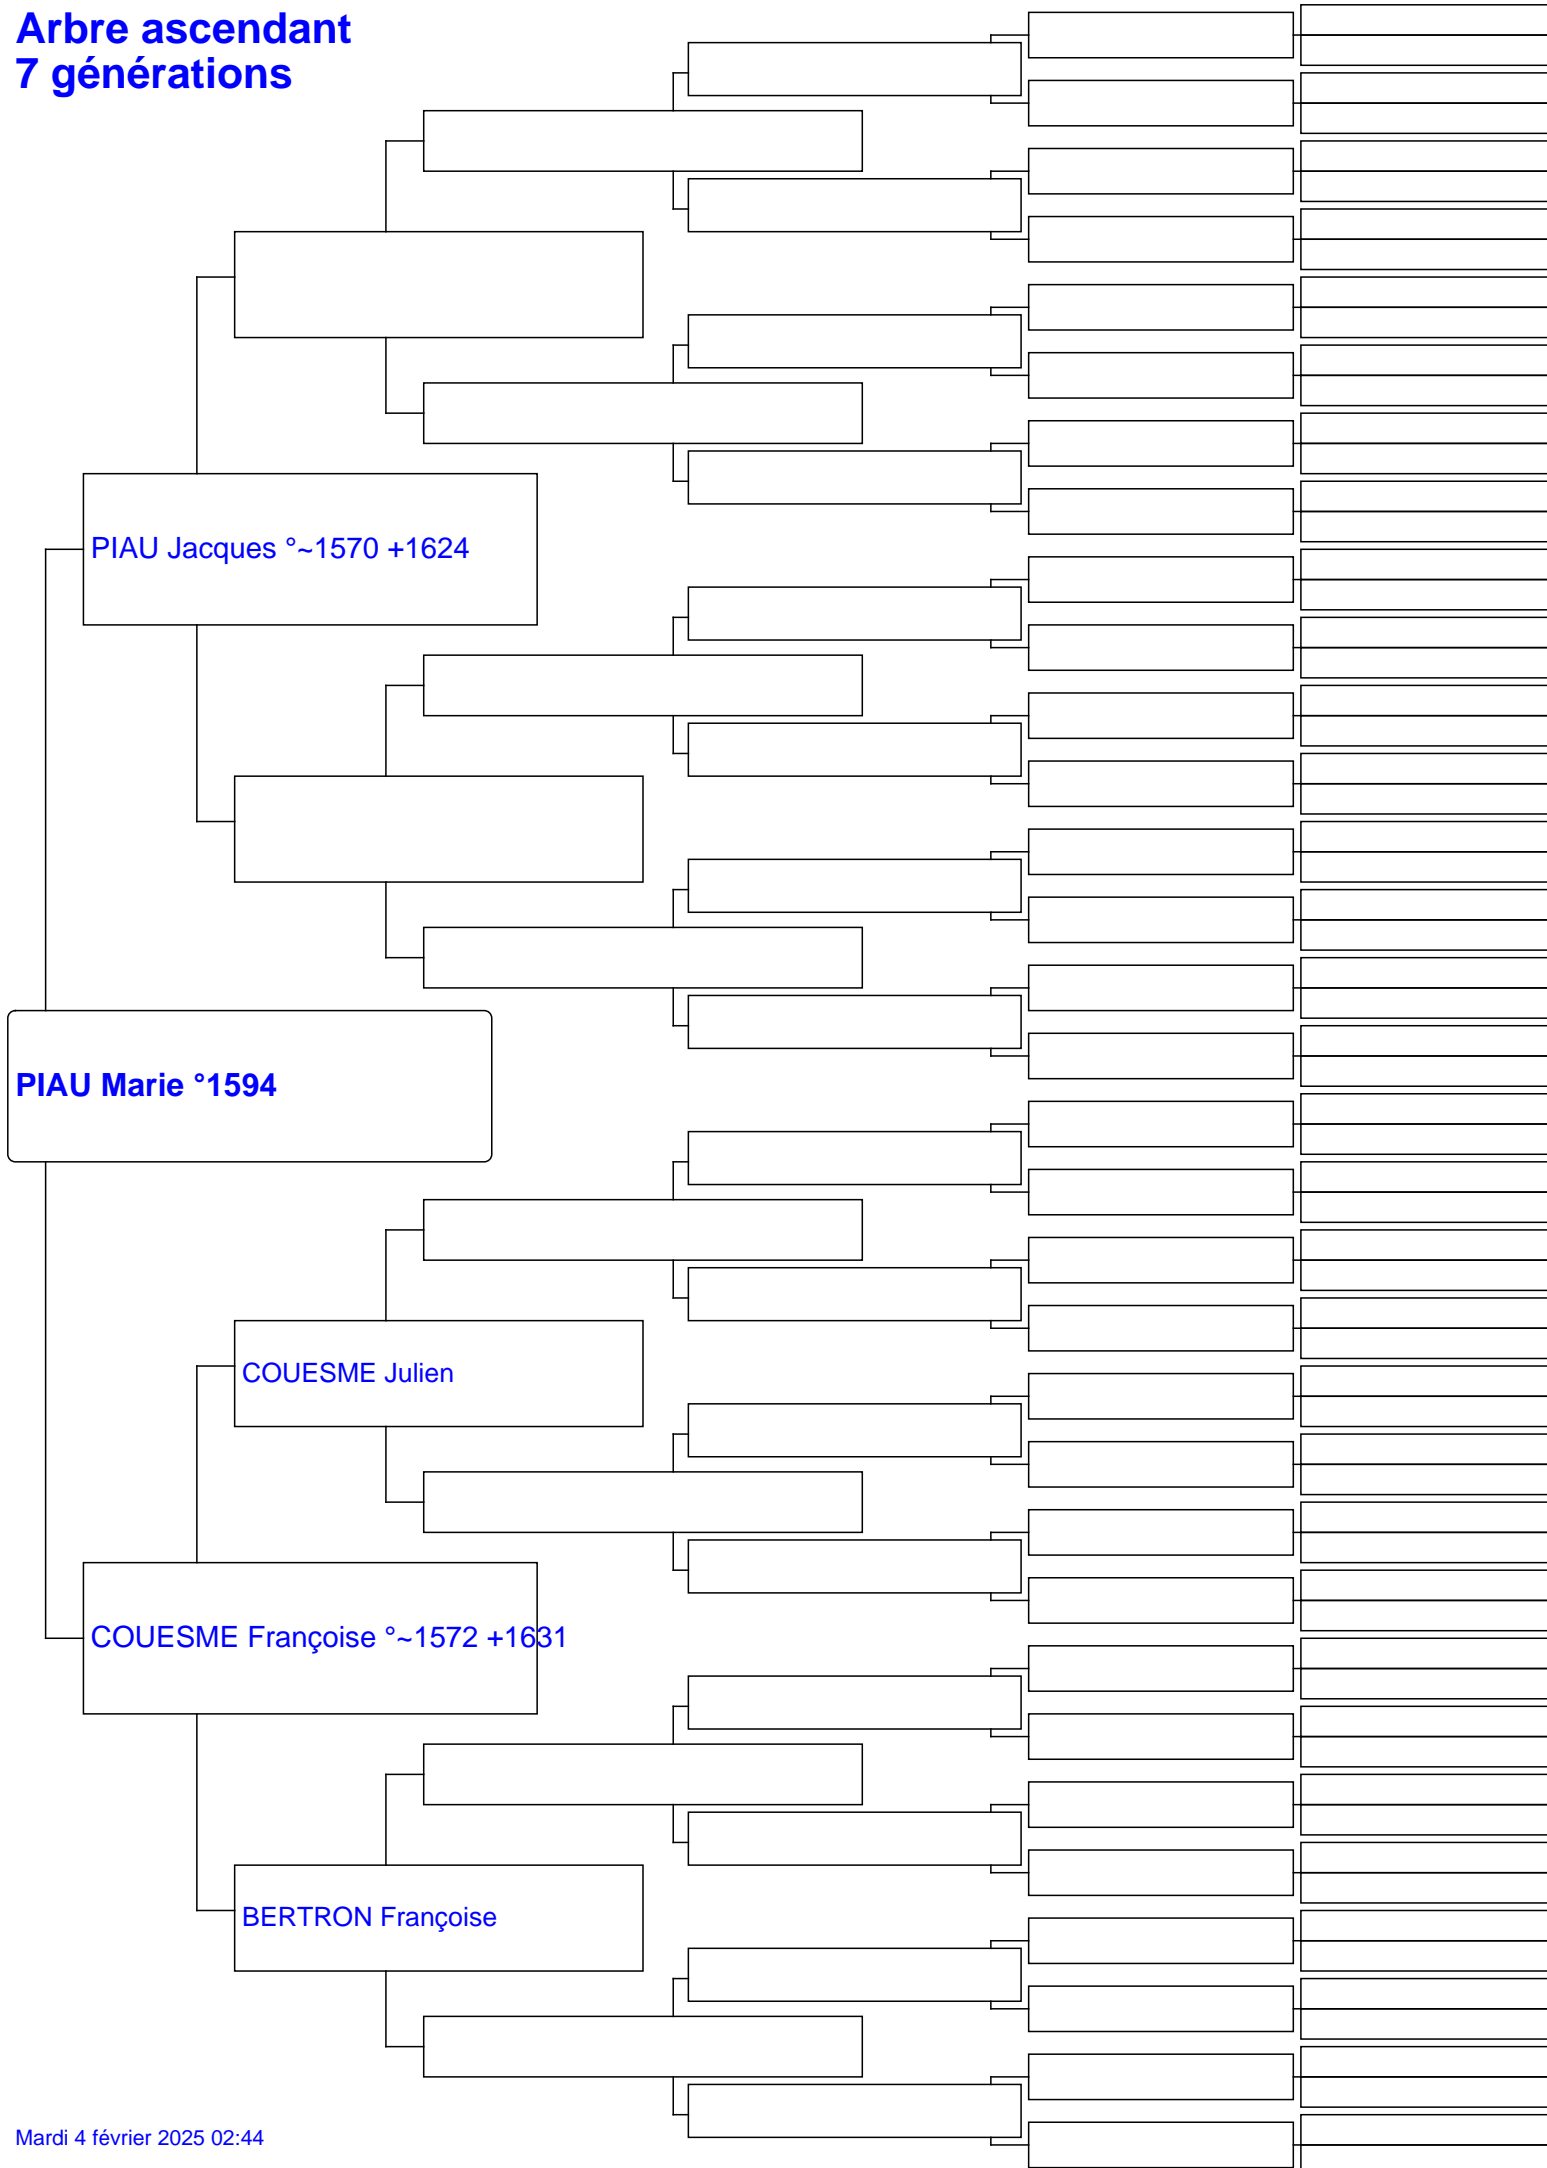 Arbre ascendant
7 générations
PIAU Jacques °~1570 +1624
PIAU Marie °1594
COUESME Julien
COUESME Françoise °~1572 +1631
BERTRON Françoise
Mardi 4 février 2025 02:44